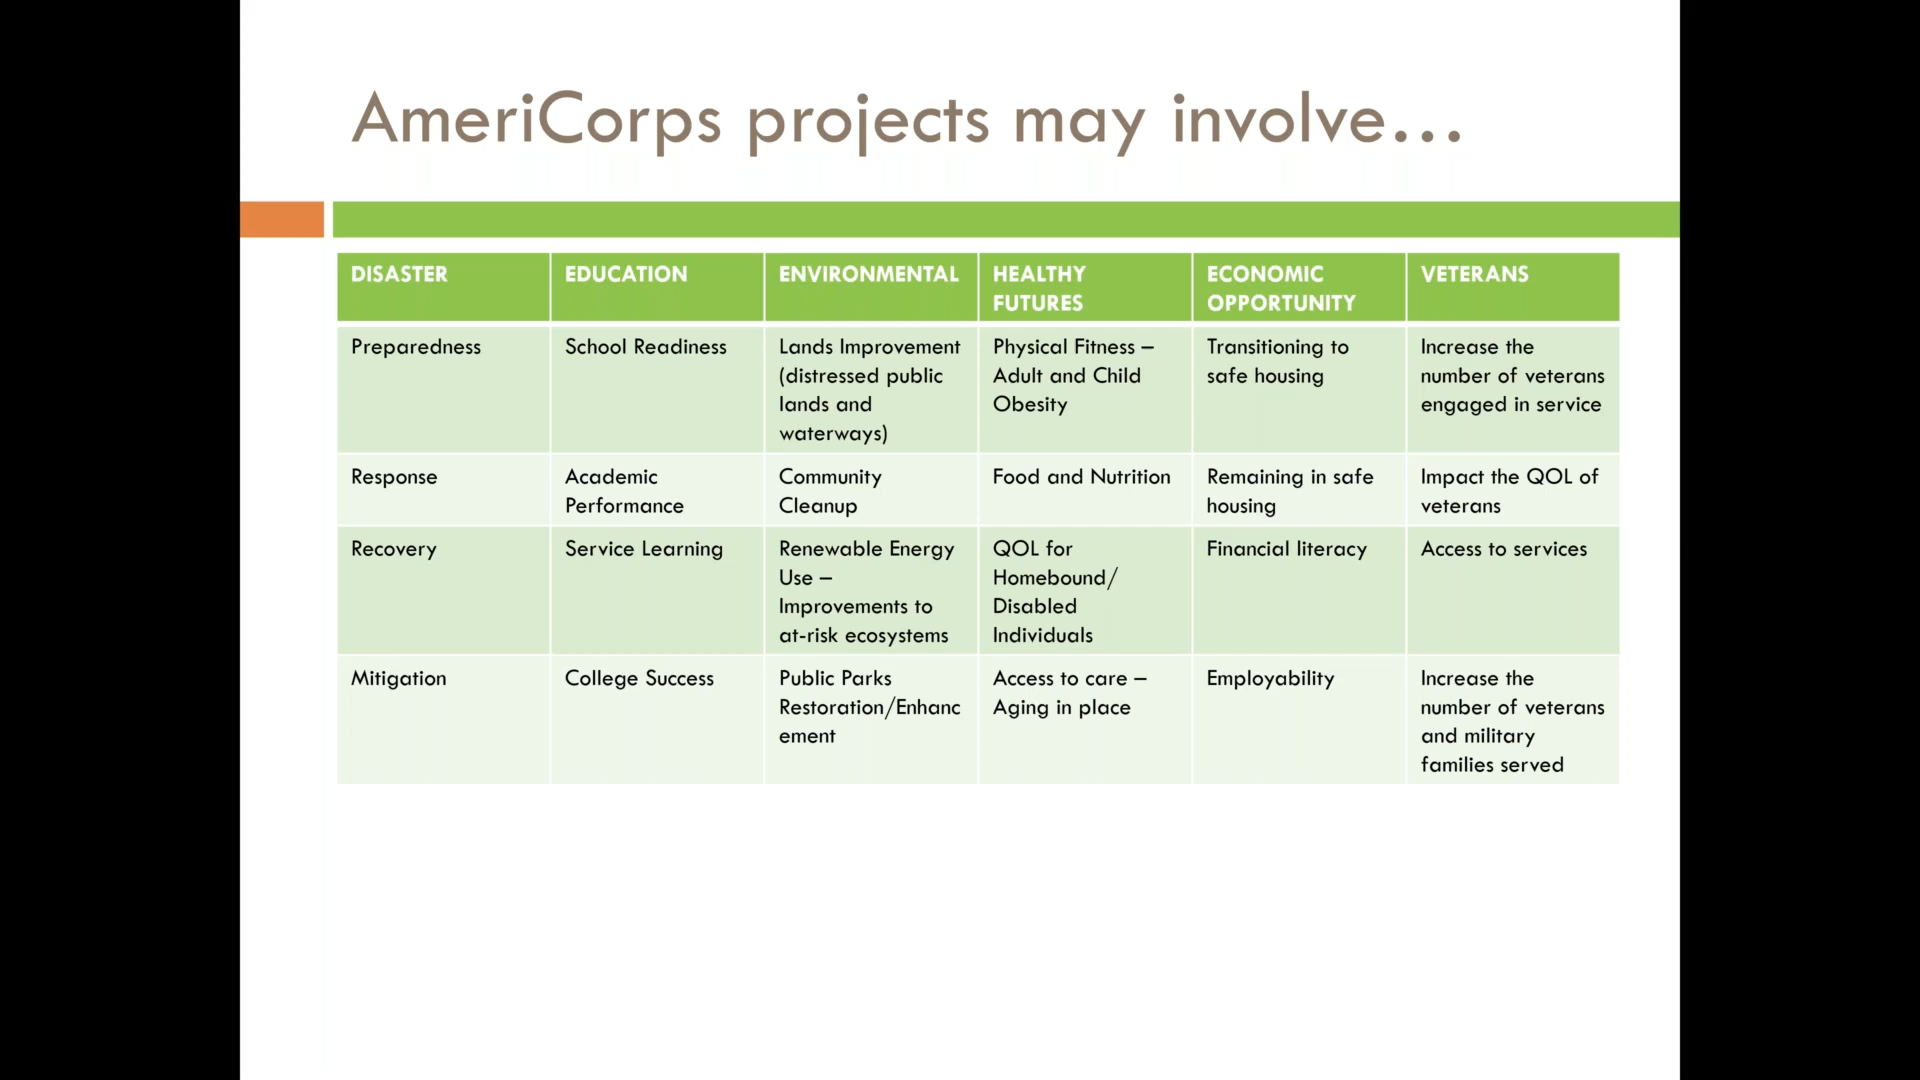 AmeriCorps projects may involve…
DISASTER
EDUCATION
ENVIRONMENTAL
HEALTHY
FUTURES
ECONOMIC
OPPORTUNITY
VETERANS
Preparedness
School Readiness
Lands Improvement
(distressed public
lands and
waterways)
Physical Fitness –
Adult and Child
Obesity
Transitioning to
safe housing
Increase the
number of veterans
engaged in service
Response
Academic
Performance
Community
Cleanup
Food and Nutrition
Remaining in safe
housing
Impact the QOL of
veterans
Recovery
Service Learning
Renewable Energy
Use –
Improvements to
at-risk ecosystems
QOL for
Homebound/
Disabled
Individuals
Financial literacy
Access to services
Mitigation
College Success
Public Parks
Restoration/Enhanc
ement
Access to care –
Aging in place
Employability
Increase the
number of veterans
and military
families served